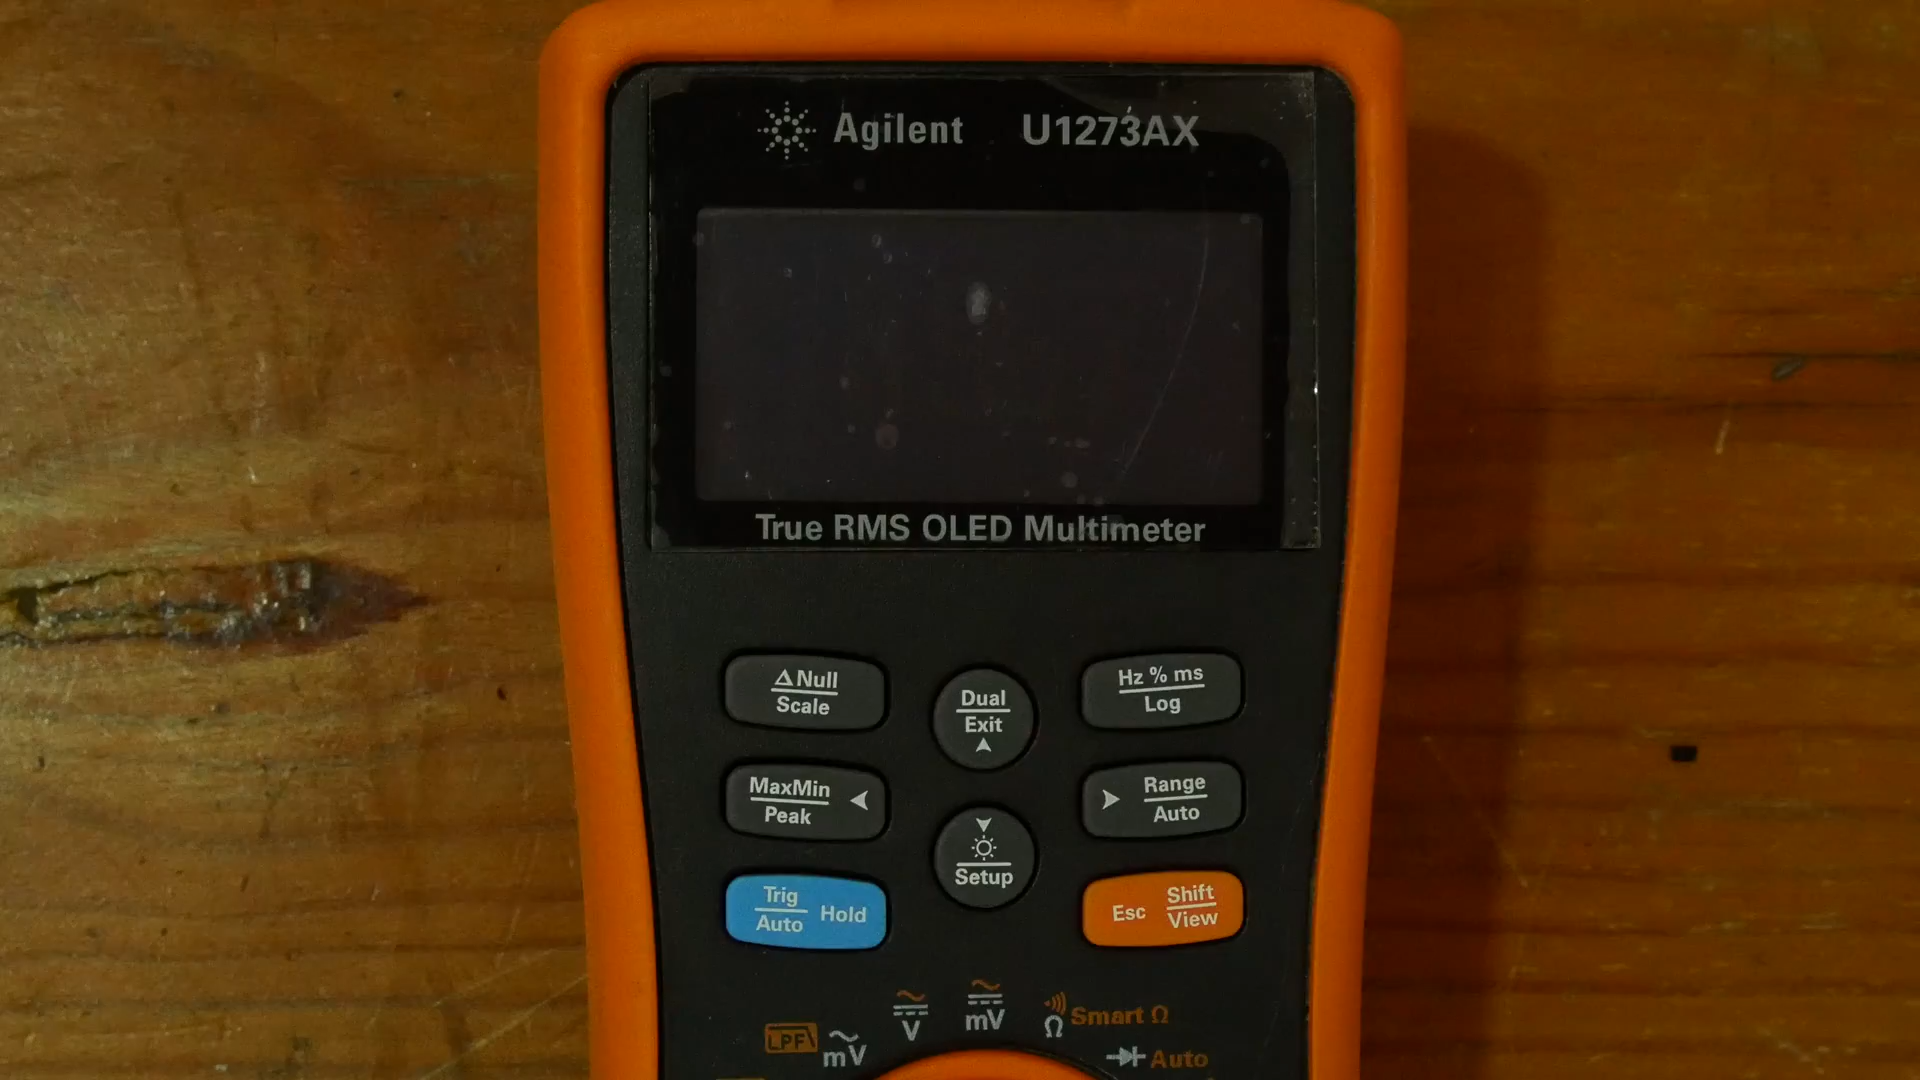 Agilent U1273AX
True RMS OLED Multimeter
ΔNull
Scale
Dual
Exit
Hz % ms
Log
MaxMin
Peak
Range
Auto
Setup
Trig
Auto Hold
Esc Shift
View
LPF mV
V
mV
Ω Smart Ω
Auto